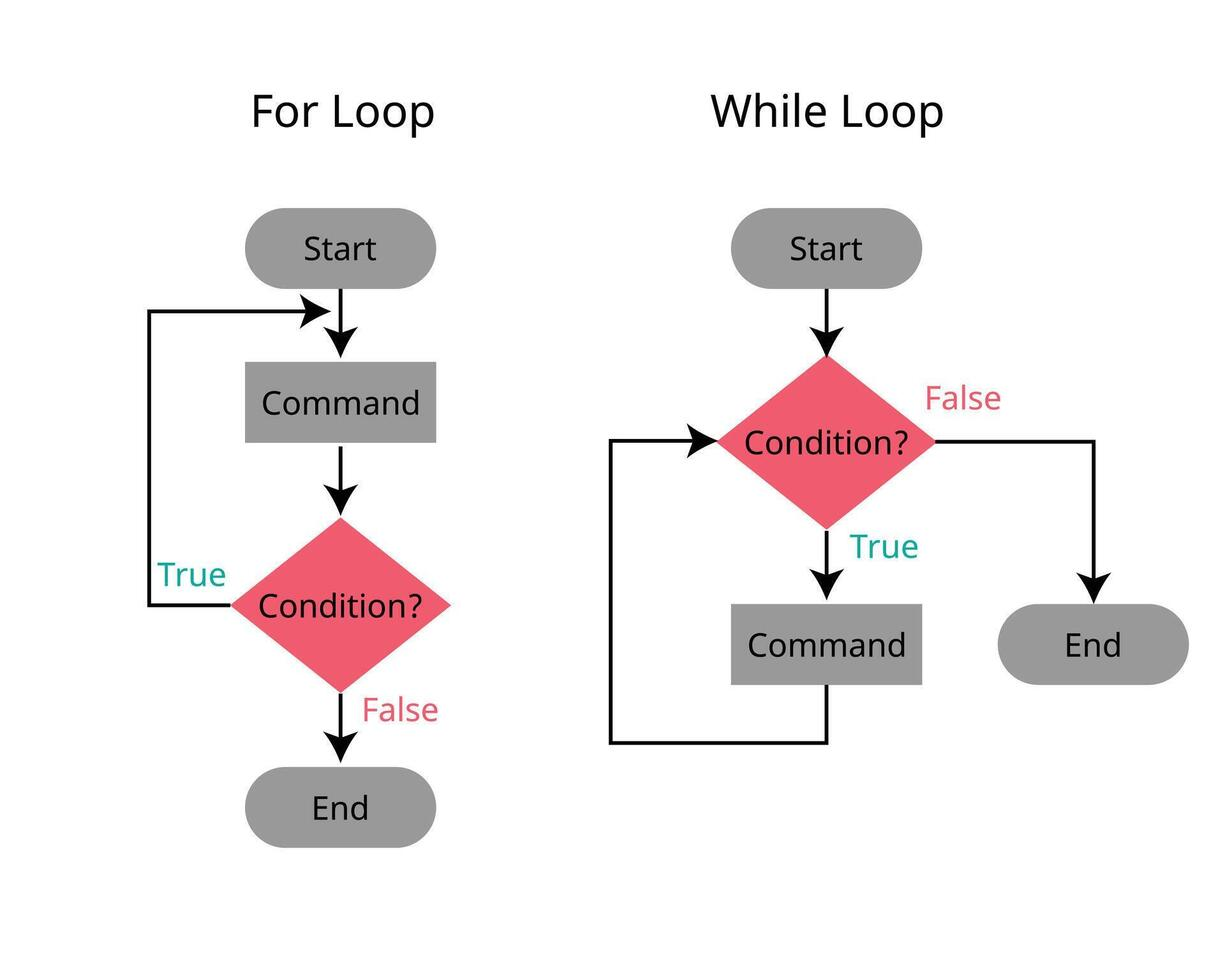 For Loop
Start
Command
True
Condition?
False
End
While Loop
Start
False
Condition?
True
Command
End